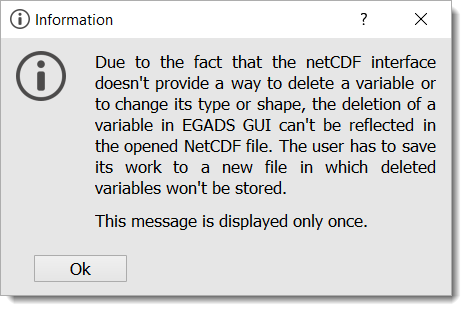 Information
?
Due to the fact that the netCDF interface
doesn't provide a way to delete a variable or
to change its type or shape, the deletion of a
variable in EGADS GUI can't be reflected in
the opened NetCDF file. The user has to save
its work to a new file in which deleted
variables won't be stored.
This message is displayed only once.
Ok